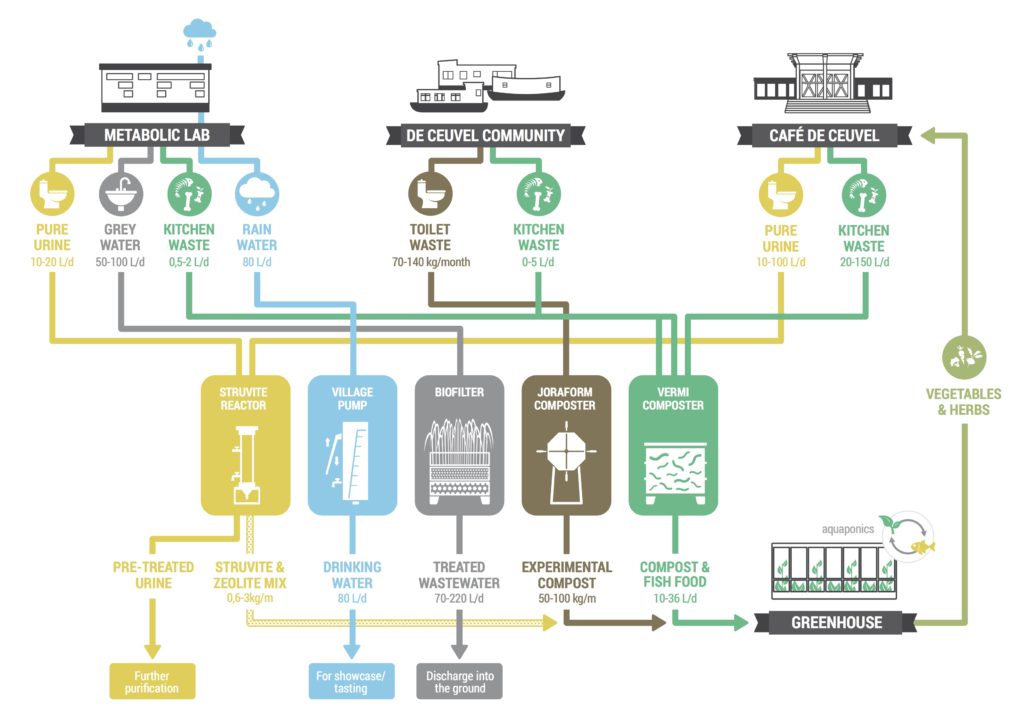 METABOLIC LAB
DE CEUVEL COMMUNITY
CAFÉ DE CEUVEL
PURE
URINE
10-20 L/d
GREY
WATER
50-100 L/d
KITCHEN
WASTE
0,5-2 L/d
RAIN
WATER
80 L/d
TOILET
WASTE
70-140 kg/month
KITCHEN
WASTE
0-5 L/d
PURE
URINE
10-100 L/d
KITCHEN
WASTE
20-150 L/d
STRUVITE
REACTOR
VILLAGE
PUMP
BIOFILTER
JORAFORM
COMPOSTER
VERMI
COMPOSTER
VEGETABLES
& HERBS
aquaponics
PRE-TREATED
URINE
STRUVITE &
ZEOLITE MIX
0,6-3kg/m
DRINKING
WATER
80 L/d
TREATED
WASTEWATER
70-220 L/d
EXPERIMENTAL
COMPOST
50-100 kg/m
COMPOST &
FISH FOOD
10-36 L/d
GREENHOUSE
Further
purification
For showcase/
tasting
Discharge into
the ground